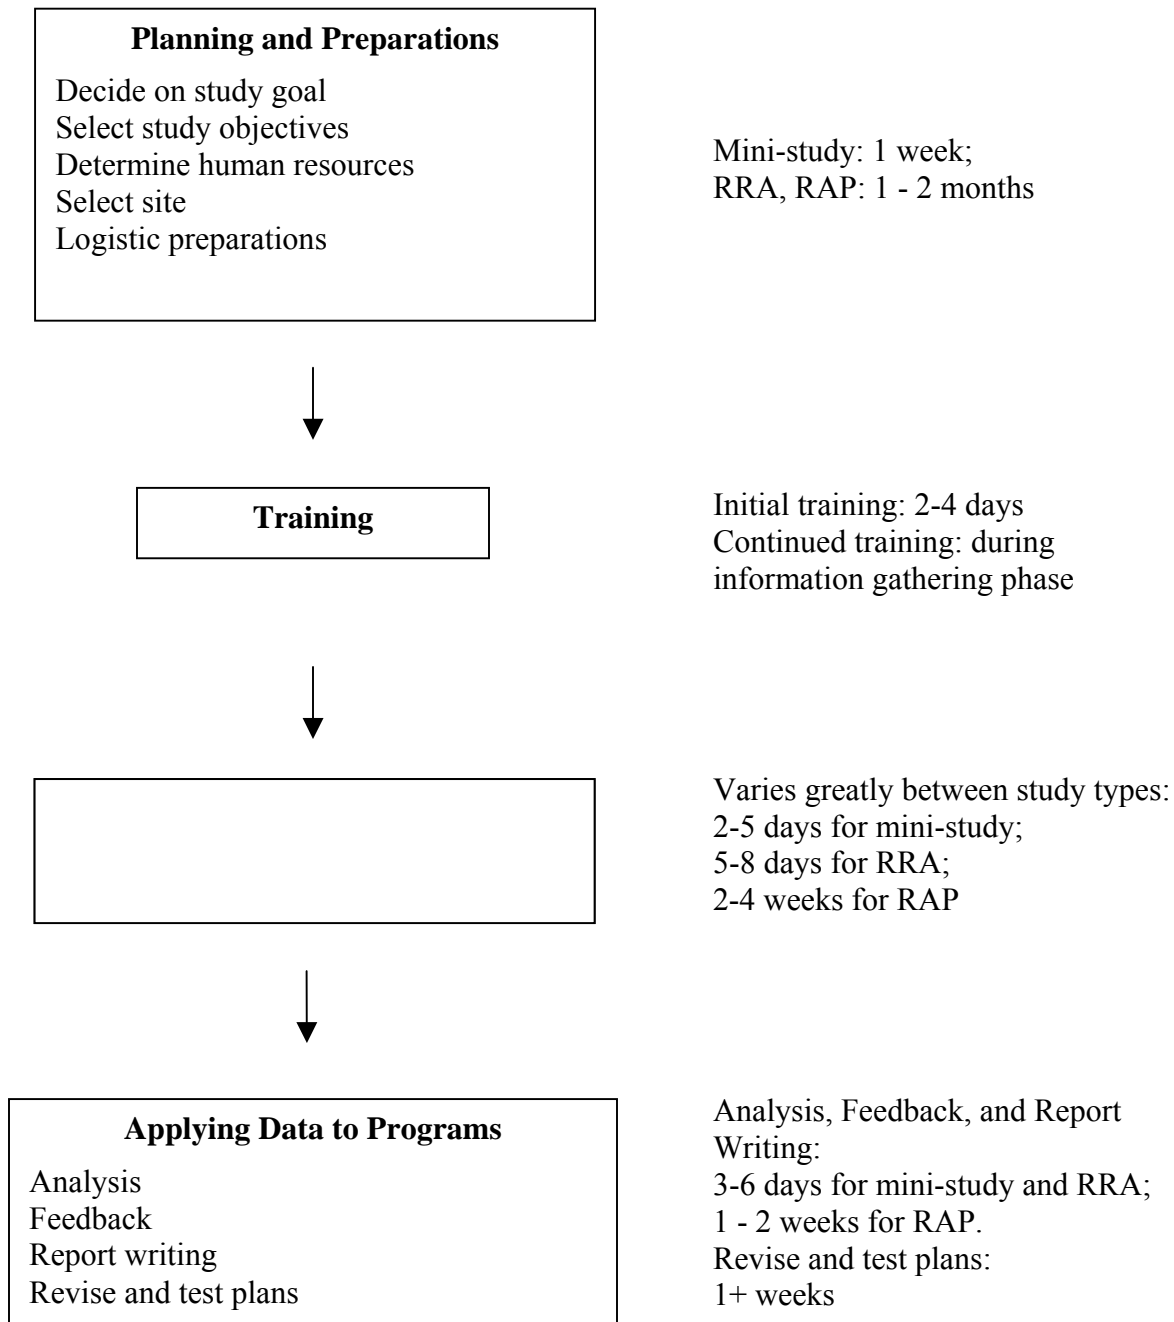 Planning and Preparations
Decide on study goal
Select study objectives
Determine human resources
Select site
Logistic preparations
Mini-study: 1 week;
RRA, RAP: 1 - 2 months
Training
Initial training: 2-4 days
Continued training: during
information gathering phase
Varies greatly between study types:
2-5 days for mini-study;
5-8 days for RRA;
2-4 weeks for RAP
Applying Data to Programs
Analysis
Feedback
Report writing
Revise and test plans
Analysis, Feedback, and Report
Writing:
3-6 days for mini-study and RRA;
1 - 2 weeks for RAP.
Revise and test plans:
1+ weeks